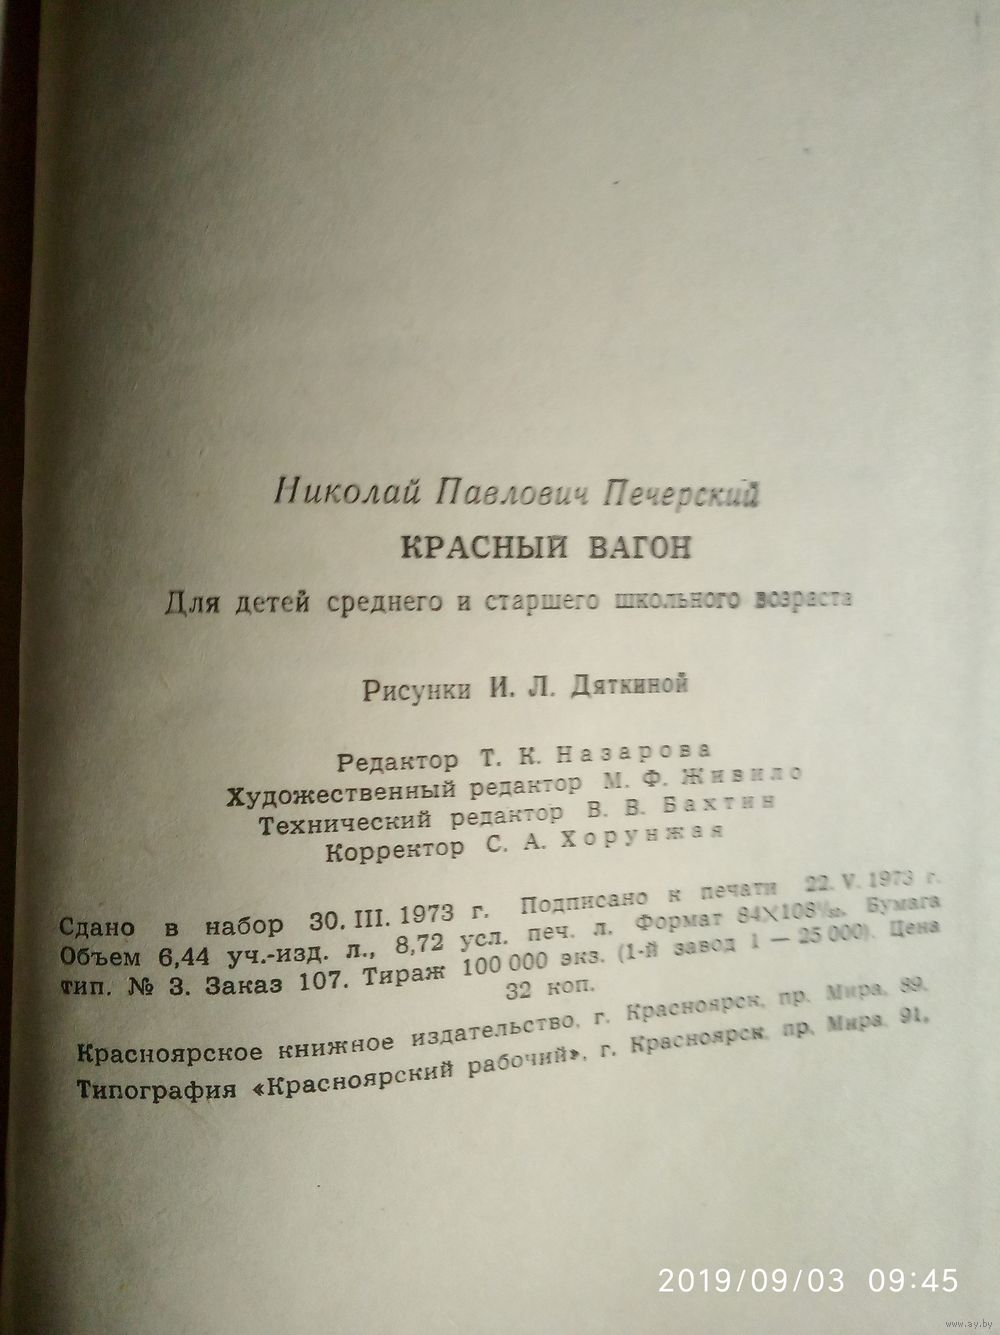 Николай Павлович Печерский
КРАСНЫЙ ВАГОН
Для детей среднего и старшего школьного возраста
Рисунки И. Л. Дяткиной
Редактор Т. К. Назарова
Художественный редактор М. Ф. Живило
Технический редактор В. В. Бахтин
Корректор С. А. Хорунжая
Сдано в набор 30.III.1973 г. Подписано к печати 22.V.1973 г.
Объем 6,44 уч.-изд. л., 8,72 усл. печ. л. Формат 84X108¹/₃₂. Бумага
тип. № 3. Заказ 107. Тираж 100 000 экз. (1-й завод 1 — 25 000). Цена
32 коп.
Красноярское книжное издательство, г. Красноярск, пр. Мира, 89.
Типография «Красноярский рабочий», г. Красноярск, пр. Мира, 91.
2019/09/03 09:45
www.ay.by